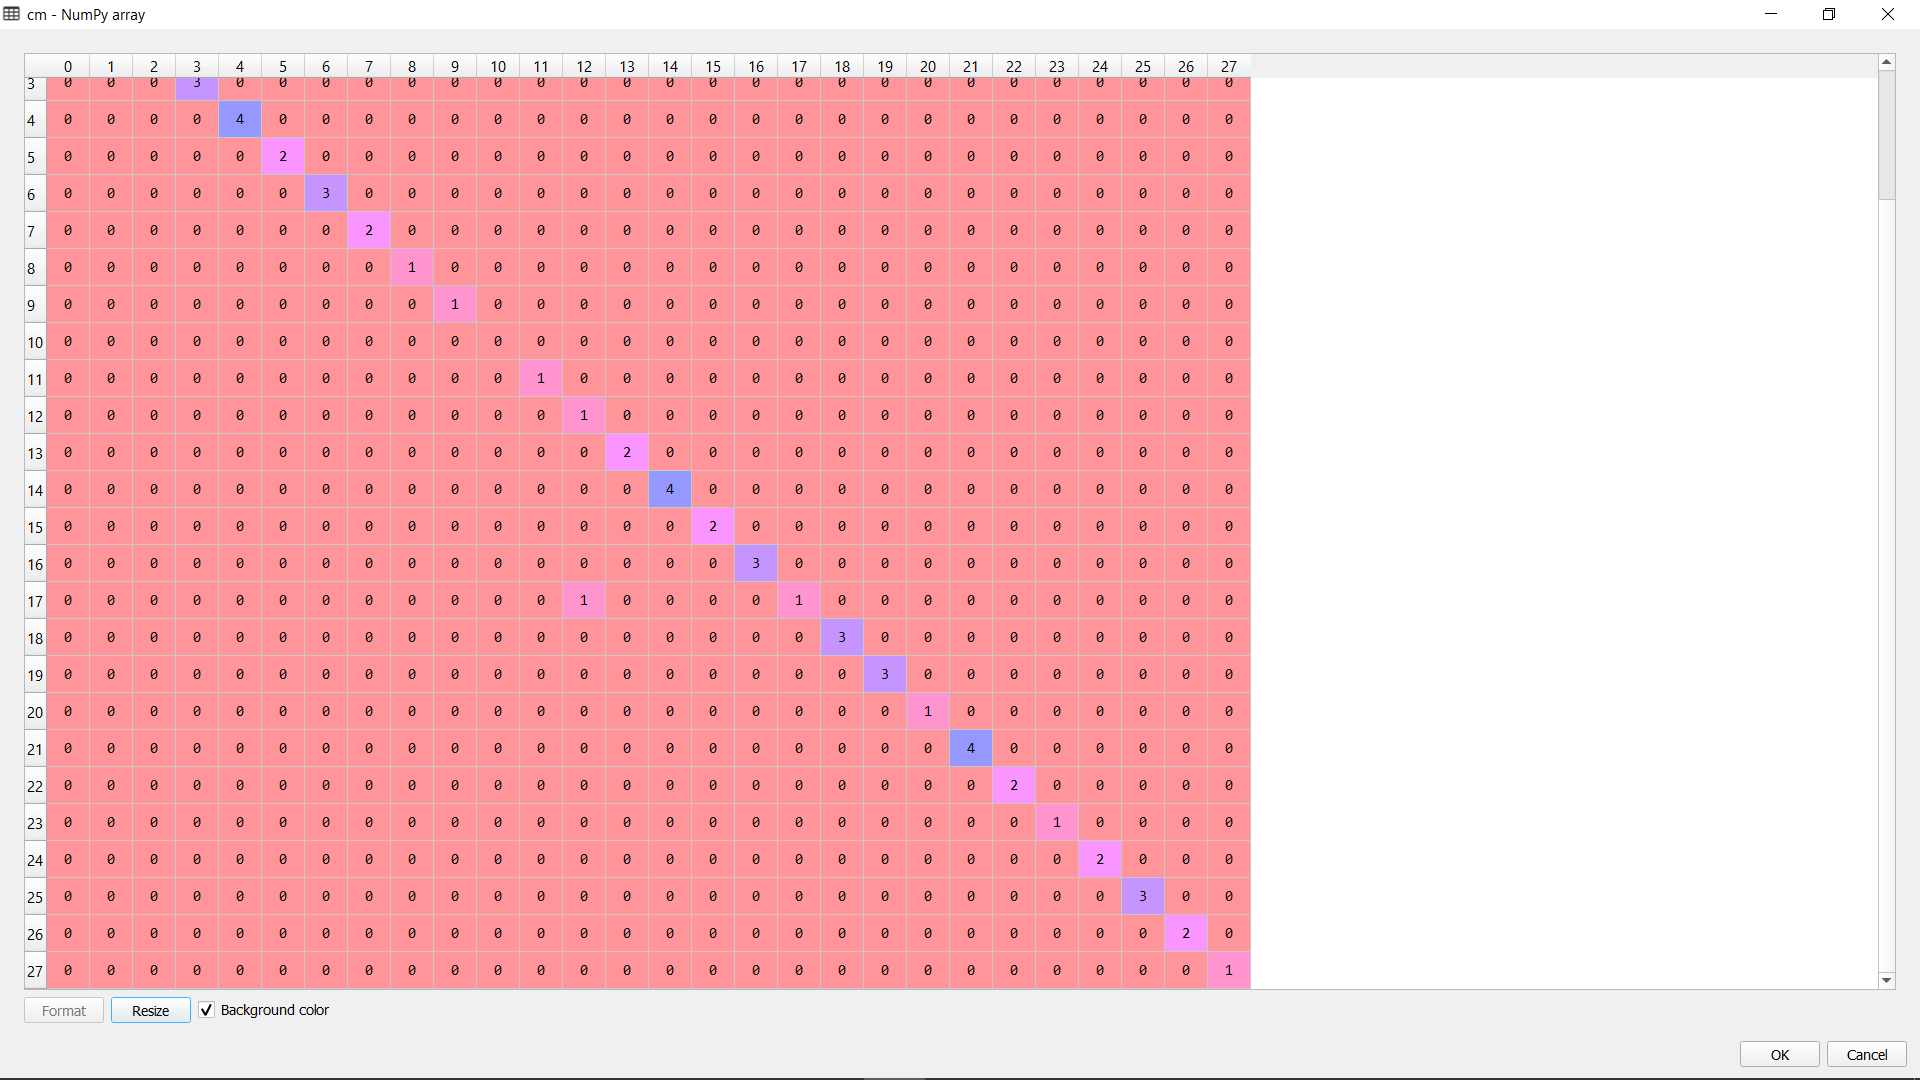 cm - NumPy array
0 1 2 3 4 5 6 7 8 9 10 11 12 13 14 15 16 17 18 19 20 21 22 23 24 25 26 27
3 0 0 0 3 0 0 0 0 0 0 0 0 0 0 0 0 0 0 0 0 0 0 0 0 0 0 0 0
4 0 0 0 0 4 0 0 0 0 0 0 0 0 0 0 0 0 0 0 0 0 0 0 0 0 0 0 0
5 0 0 0 0 0 2 0 0 0 0 0 0 0 0 0 0 0 0 0 0 0 0 0 0 0 0 0 0
6 0 0 0 0 0 0 3 0 0 0 0 0 0 0 0 0 0 0 0 0 0 0 0 0 0 0 0 0
7 0 0 0 0 0 0 0 2 0 0 0 0 0 0 0 0 0 0 0 0 0 0 0 0 0 0 0 0
8 0 0 0 0 0 0 0 0 1 0 0 0 0 0 0 0 0 0 0 0 0 0 0 0 0 0 0 0
9 0 0 0 0 0 0 0 0 0 1 0 0 0 0 0 0 0 0 0 0 0 0 0 0 0 0 0 0
10 0 0 0 0 0 0 0 0 0 0 0 0 0 0 0 0 0 0 0 0 0 0 0 0 0 0 0 0
11 0 0 0 0 0 0 0 0 0 0 0 1 0 0 0 0 0 0 0 0 0 0 0 0 0 0 0 0
12 0 0 0 0 0 0 0 0 0 0 0 0 1 0 0 0 0 0 0 0 0 0 0 0 0 0 0 0
13 0 0 0 0 0 0 0 0 0 0 0 0 0 2 0 0 0 0 0 0 0 0 0 0 0 0 0 0
14 0 0 0 0 0 0 0 0 0 0 0 0 0 0 4 0 0 0 0 0 0 0 0 0 0 0 0 0
15 0 0 0 0 0 0 0 0 0 0 0 0 0 0 0 2 0 0 0 0 0 0 0 0 0 0 0 0
16 0 0 0 0 0 0 0 0 0 0 0 0 0 0 0 0 3 0 0 0 0 0 0 0 0 0 0 0
17 0 0 0 0 0 0 0 0 0 0 0 0 1 0 0 0 0 1 0 0 0 0 0 0 0 0 0 0
18 0 0 0 0 0 0 0 0 0 0 0 0 0 0 0 0 0 0 3 0 0 0 0 0 0 0 0 0
19 0 0 0 0 0 0 0 0 0 0 0 0 0 0 0 0 0 0 0 3 0 0 0 0 0 0 0 0
20 0 0 0 0 0 0 0 0 0 0 0 0 0 0 0 0 0 0 0 0 1 0 0 0 0 0 0 0
21 0 0 0 0 0 0 0 0 0 0 0 0 0 0 0 0 0 0 0 0 0 4 0 0 0 0 0 0
22 0 0 0 0 0 0 0 0 0 0 0 0 0 0 0 0 0 0 0 0 0 0 2 0 0 0 0 0
23 0 0 0 0 0 0 0 0 0 0 0 0 0 0 0 0 0 0 0 0 0 0 0 1 0 0 0 0
24 0 0 0 0 0 0 0 0 0 0 0 0 0 0 0 0 0 0 0 0 0 0 0 0 2 0 0 0
25 0 0 0 0 0 0 0 0 0 0 0 0 0 0 0 0 0 0 0 0 0 0 0 0 0 3 0 0
26 0 0 0 0 0 0 0 0 0 0 0 0 0 0 0 0 0 0 0 0 0 0 0 0 0 0 2 0
27 0 0 0 0 0 0 0 0 0 0 0 0 0 0 0 0 0 0 0 0 0 0 0 0 0 0 0 1
Format Resize Background color
OK Cancel